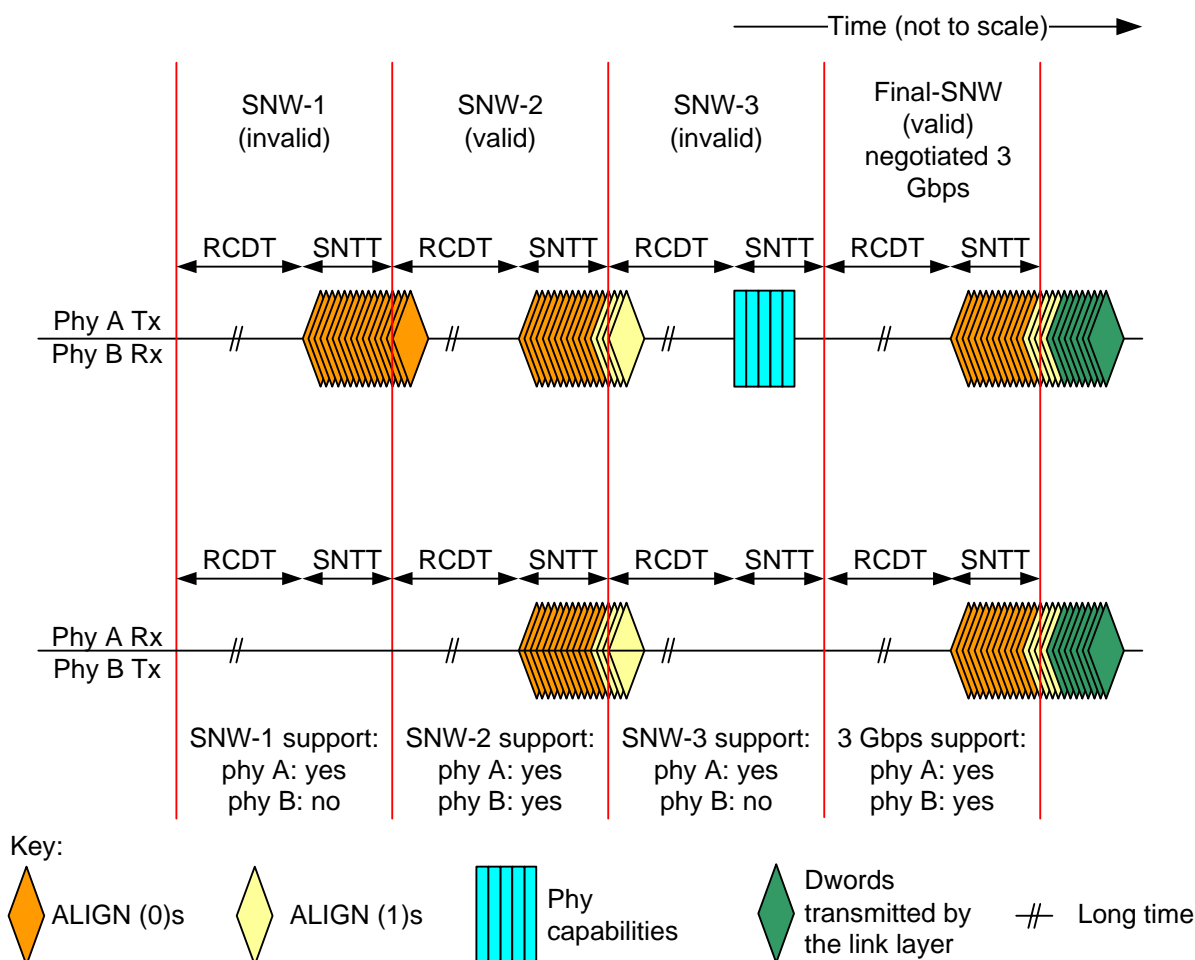 Time (not to scale)
SNW-1
(invalid)
SNW-2
(valid)
SNW-3
(invalid)
Final-SNW
(valid)
negotiated 3
Gbps
RCDT SNTT RCDT SNTT RCDT SNTT RCDT SNTT
Phy A Tx
Phy B Rx
RCDT SNTT RCDT SNTT RCDT SNTT RCDT SNTT
Phy A Rx
Phy B Tx
SNW-1 support:
phy A: yes
phy B: no
SNW-2 support:
phy A: yes
phy B: yes
SNW-3 support:
phy A: yes
phy B: no
3 Gbps support:
phy A: yes
phy B: yes
Key:
ALIGN (0)s
ALIGN (1)s
Phy
capabilities
Dwords
transmitted by
the link layer
Long time